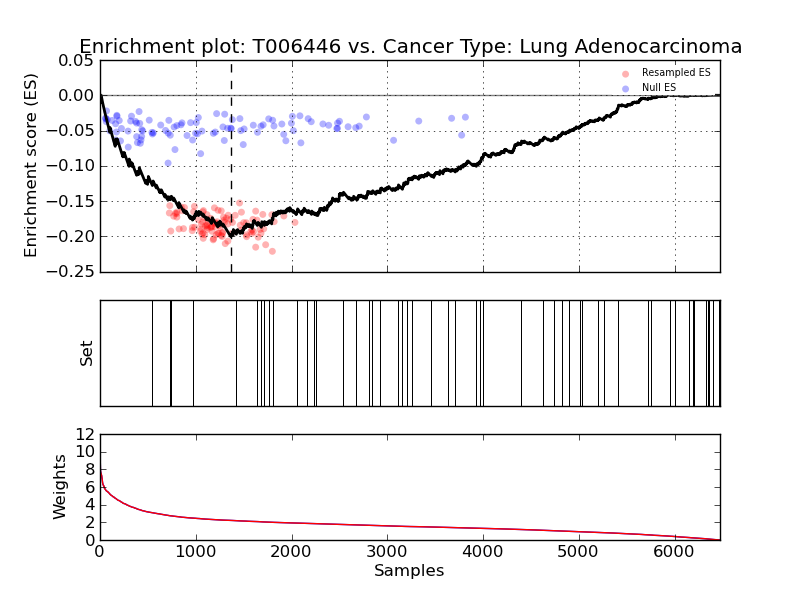 Enrichment plot: T006446 vs. Cancer Type: Lung Adenocarcinoma
Enrichment score (ES)
0.05
0.00
−0.05
−0.10
−0.15
−0.20
−0.25
Resampled ES
Null ES
Set
Weights
12
10
8
6
4
2
0
0 1000 2000 3000 4000 5000 6000
Samples